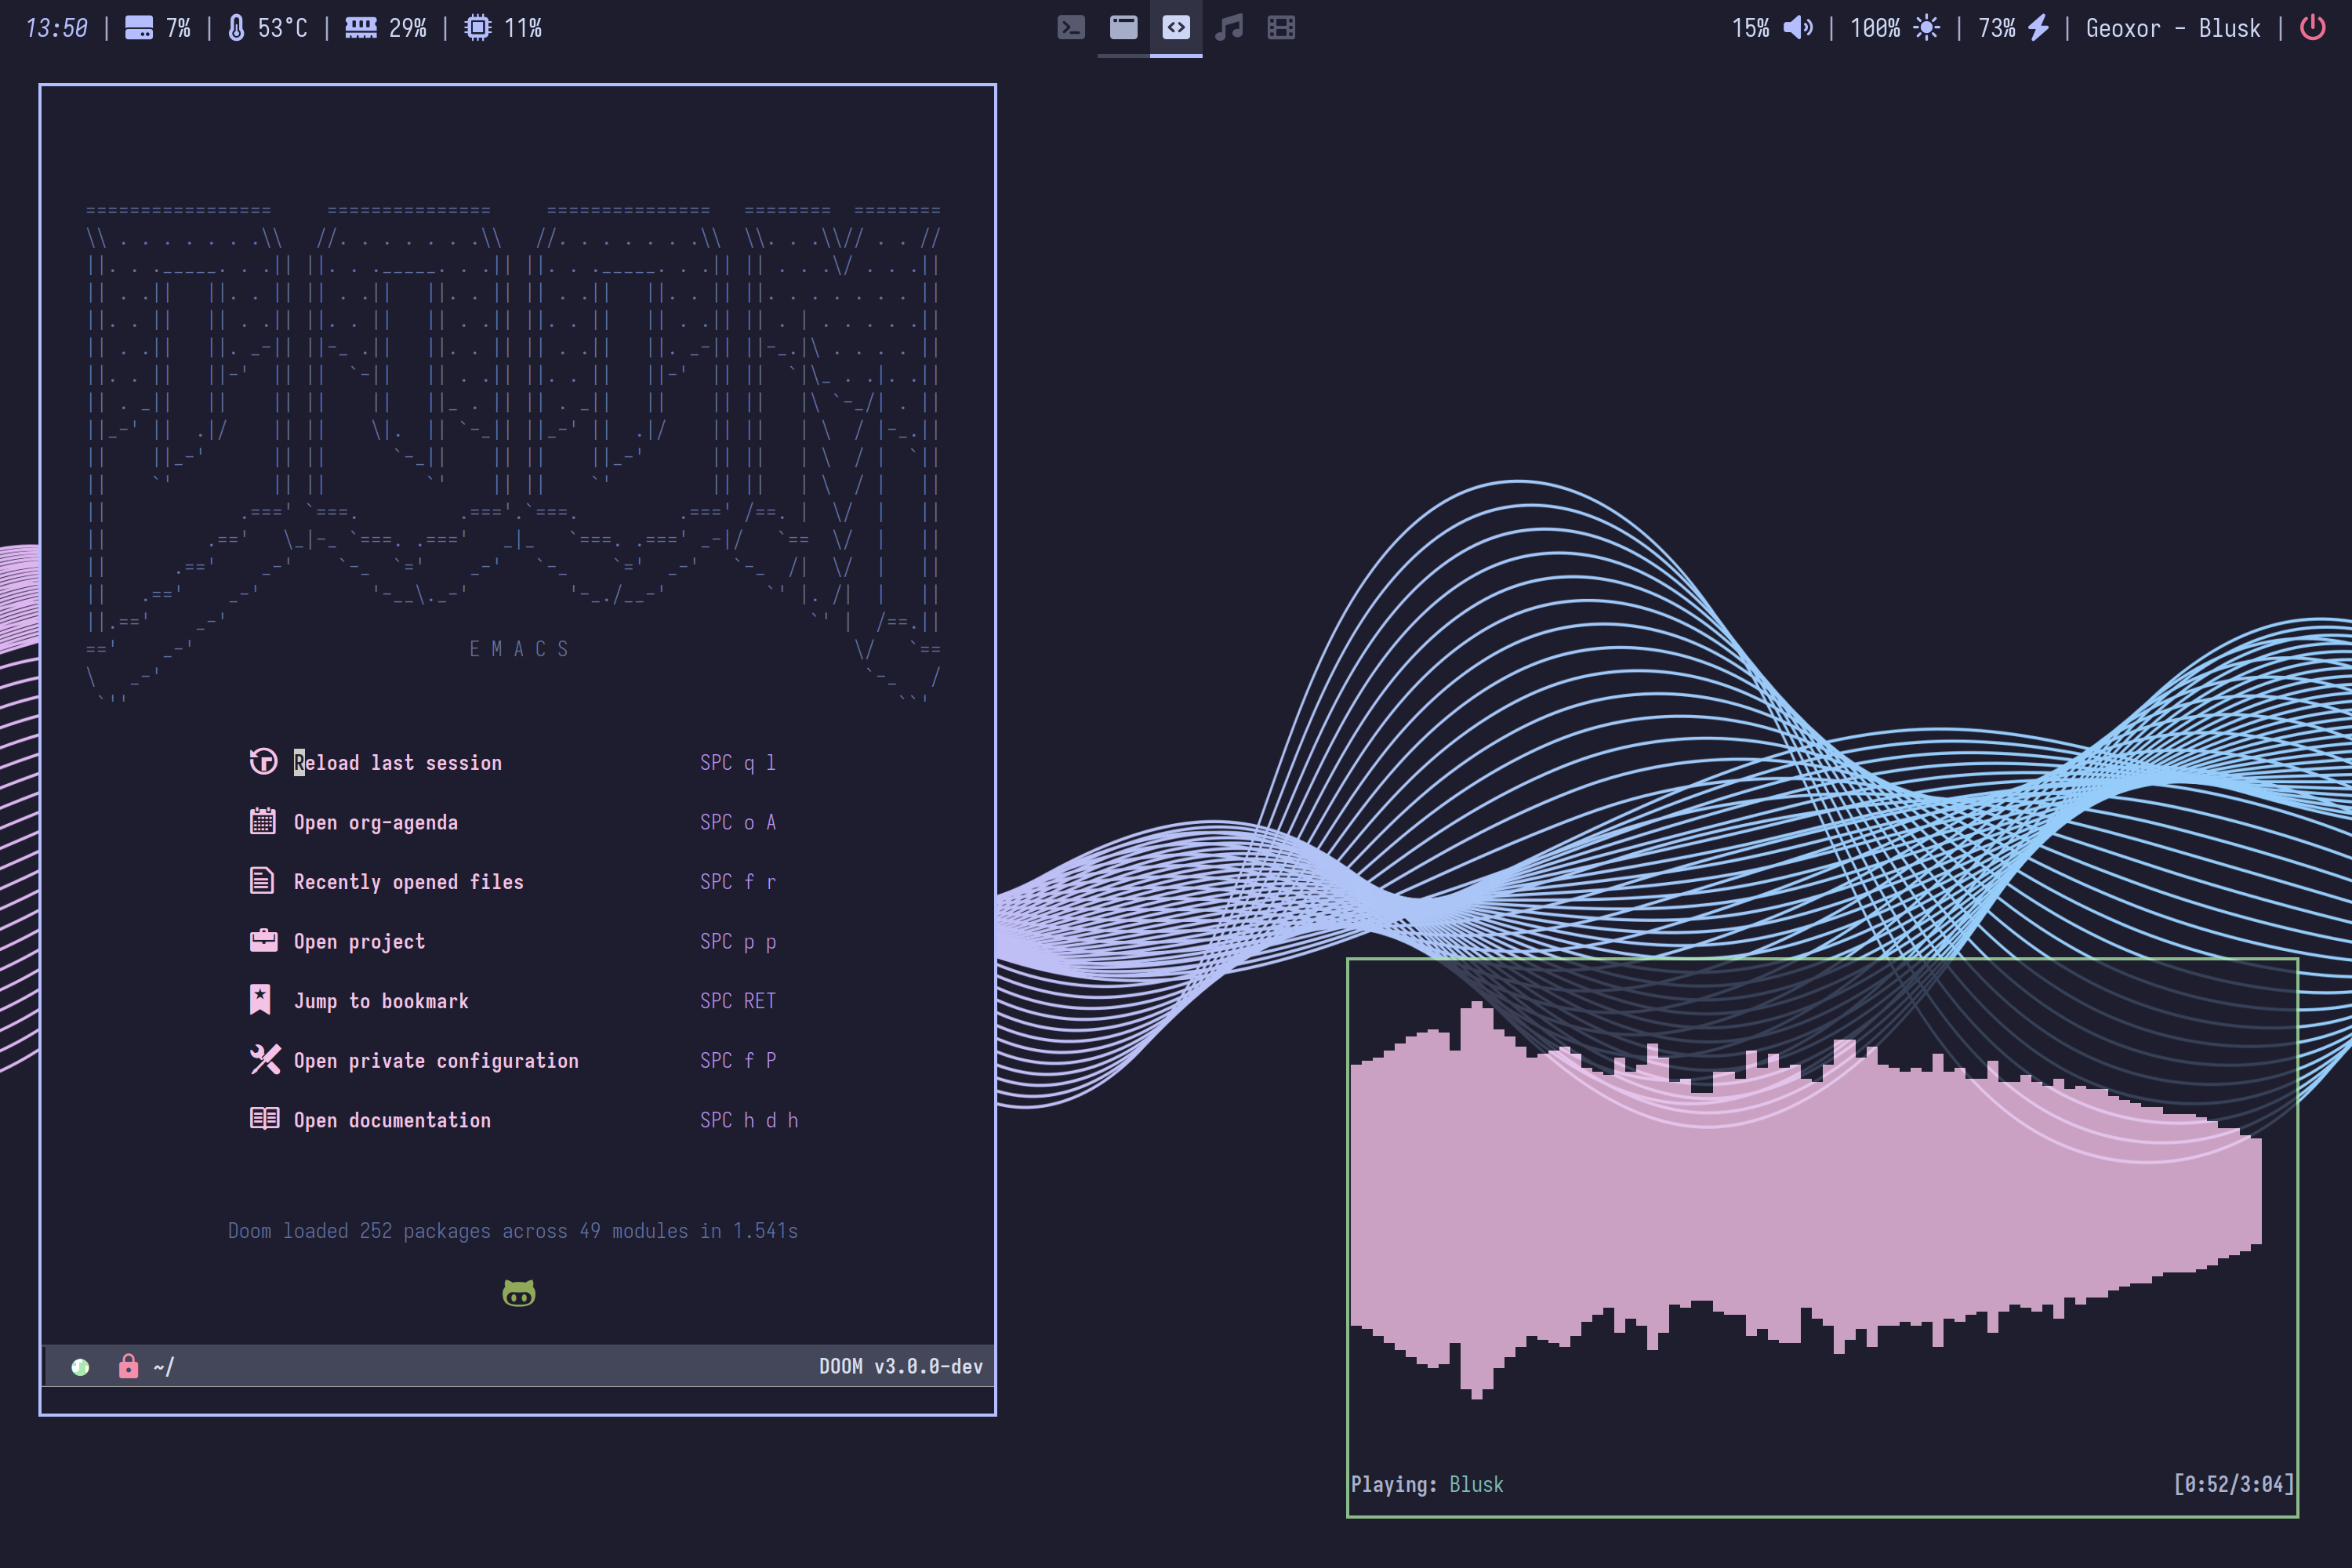 13:50 | 7% | 53°C | 29% | 11%
15% | 100% | 73% | Geoxor - Blusk |
E M A C S
Reload last session SPC q l
Open org-agenda SPC o A
Recently opened files SPC f r
Open project SPC p p
Jump to bookmark SPC RET
Open private configuration SPC f P
Open documentation SPC h d h
Doom loaded 252 packages across 49 modules in 1.541s
~/ DOOM v3.0.0-dev
Playing: Blusk [0:52/3:04]